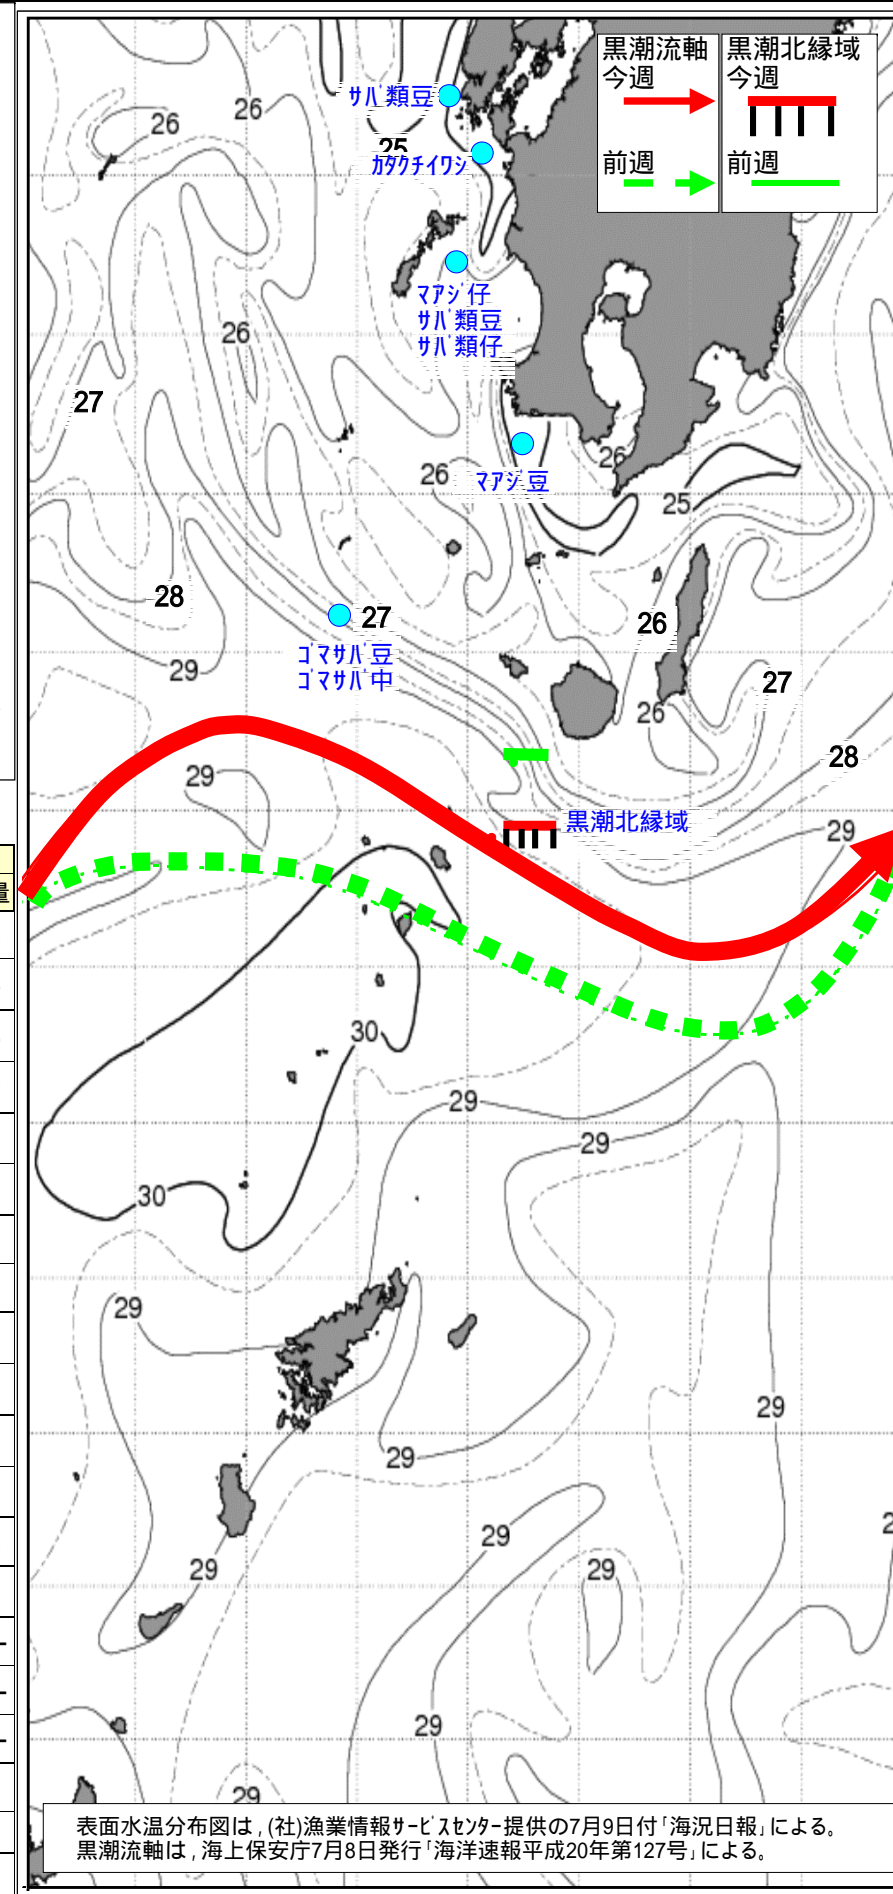 黒潮流軸
今週
前週
黒潮北縁域
今週
前週
ｻﾊﾞ類豆
ｶﾀｸﾁｲﾜｼ
ﾏｱｼﾞ仔
ｻﾊﾞ類豆
ｻﾊﾞ類仔
ﾏｱｼﾞ豆
ｺﾞﾏｻﾊﾞ豆
ｺﾞﾏｻﾊﾞ中
黒潮北縁域
26
26
25
26
27
26
26
25
28
27
26
29
26
27
28
29
29
30
29
29
30
29
29
29
29
29
29
29
29
量
表面水温分布図は,(社)漁業情報ｻｰﾋﾞｽｾﾝﾀｰ提供の7月9日付｢海況日報｣による。
黒潮流軸は,海上保安庁7月8日発行｢海洋速報平成20年第127号｣による。